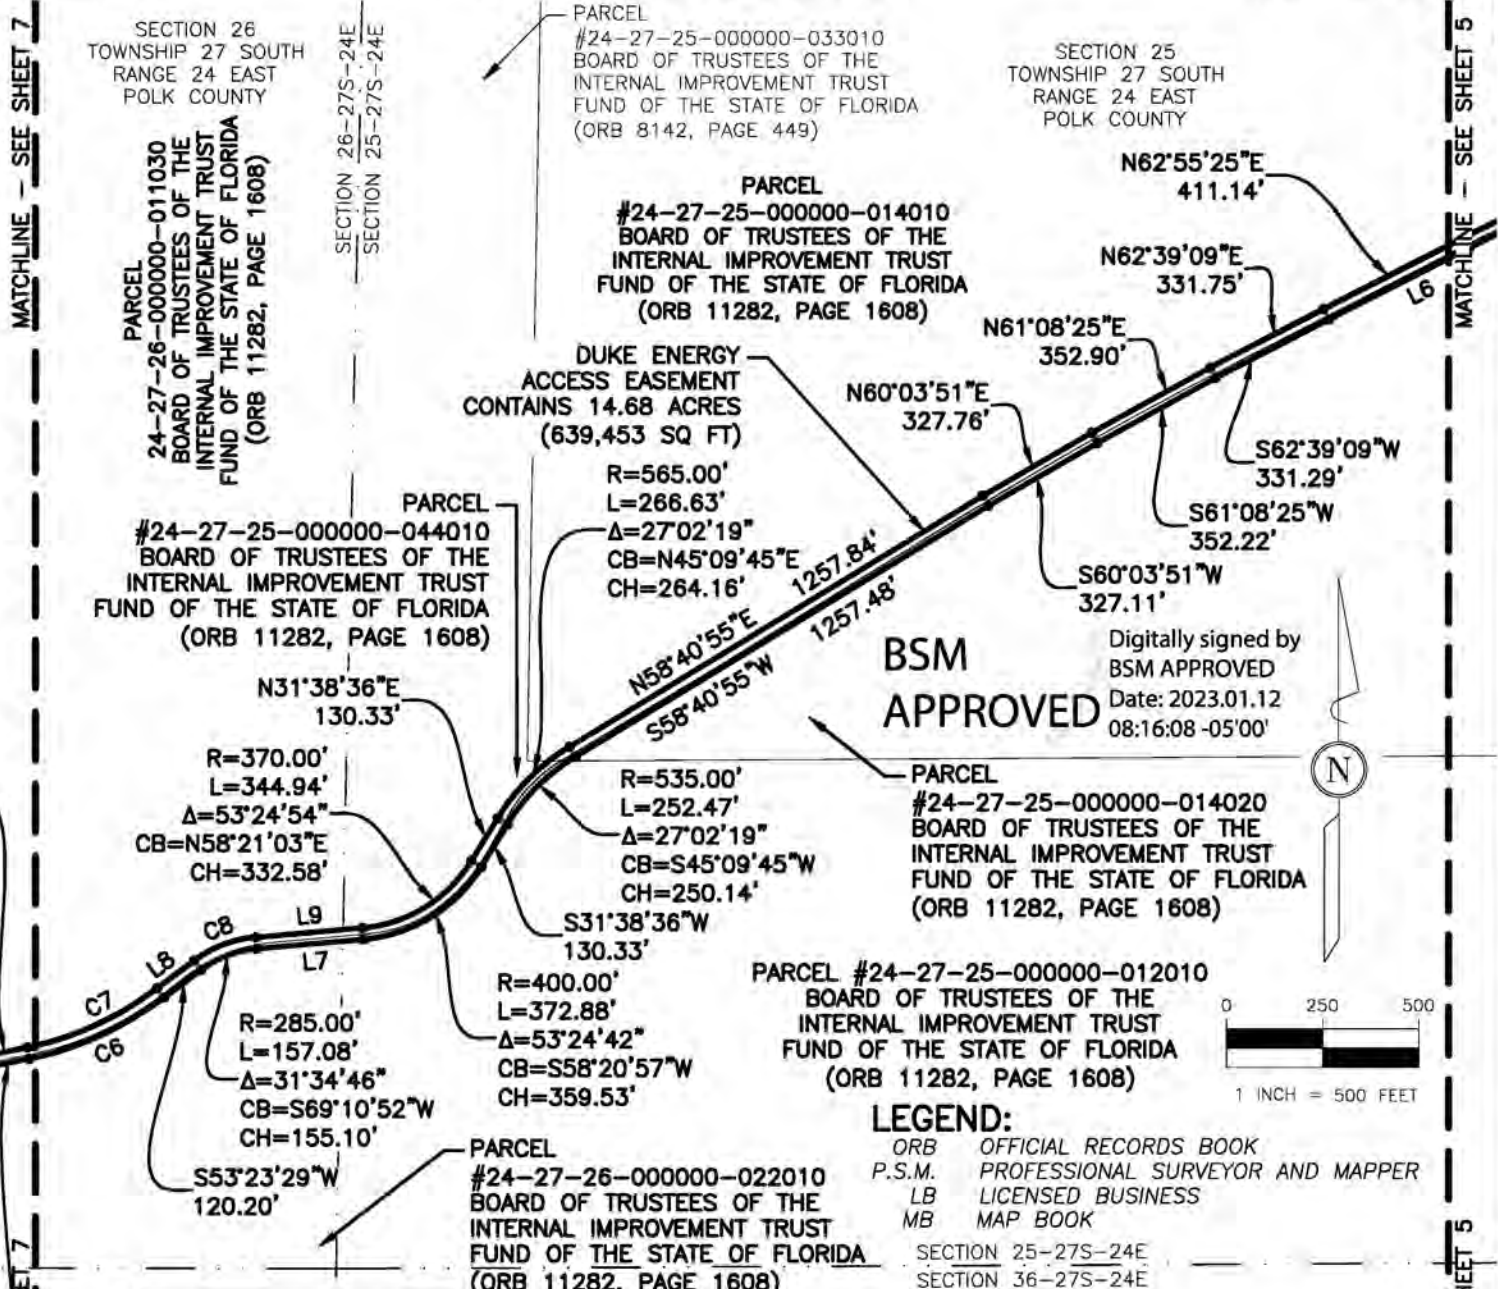 MATCHLINE - SEE SHEET 7
SECTION 26
TOWNSHIP 27 SOUTH
RANGE 24 EAST
POLK COUNTY
SECTION 26-27S-24E
SECTION 25-27S-24E
PARCEL
#24-27-25-000000-033010
BOARD OF TRUSTEES OF THE
INTERNAL IMPROVEMENT TRUST
FUND OF THE STATE OF FLORIDA
(ORB 8142, PAGE 449)
SECTION 25
TOWNSHIP 27 SOUTH
RANGE 24 EAST
POLK COUNTY
MATCHLINE - SEE SHEET 5
PARCEL
24-27-26-000000-011030
BOARD OF TRUSTEES OF THE
INTERNAL IMPROVEMENT TRUST
FUND OF THE STATE OF FLORIDA
(ORB 11282, PAGE 1608)
PARCEL
#24-27-25-000000-014010
BOARD OF TRUSTEES OF THE
INTERNAL IMPROVEMENT TRUST
FUND OF THE STATE OF FLORIDA
(ORB 11282, PAGE 1608)
N62°55'25"E
411.14'
N62°39'09"E
331.75'
L6
N61°08'25"E
352.90'
N60°03'51"E
327.76'
DUKE ENERGY
ACCESS EASEMENT
CONTAINS 14.68 ACRES
(639,453 SQ FT)
S62°39'09"W
331.29'
S61°08'25"W
352.22'
S60°03'51"W
327.11'
R=565.00'
L=266.63'
Δ=27°02'19"
CB=N45°09'45"E
CH=264.16'
PARCEL
#24-27-25-000000-044010
BOARD OF TRUSTEES OF THE
INTERNAL IMPROVEMENT TRUST
FUND OF THE STATE OF FLORIDA
(ORB 11282, PAGE 1608)
N58°40'55"E
1257.84'
S58°40'55"W
1257.48'
BSM
APPROVED
Digitally signed by
BSM APPROVED
Date: 2023.01.12
08:16:08 -05'00'
N31°38'36"E
130.33'
R=370.00'
L=344.94'
Δ=53°24'54"
CB=N58°21'03"E
CH=332.58'
R=535.00'
L=252.47'
Δ=27°02'19"
CB=S45°09'45"W
CH=250.14'
N
PARCEL
#24-27-25-000000-014020
BOARD OF TRUSTEES OF THE
INTERNAL IMPROVEMENT TRUST
FUND OF THE STATE OF FLORIDA
(ORB 11282, PAGE 1608)
S31°38'36"W
130.33'
C8
L9
L7
L8
C7
C6
R=400.00'
L=372.88'
Δ=53°24'42"
CB=S58°20'57"W
CH=359.53'
R=285.00'
L=157.08'
Δ=31°34'46"
CB=S69°10'52"W
CH=155.10'
S53°23'29"W
120.20'
PARCEL #24-27-25-000000-012010
BOARD OF TRUSTEES OF THE
INTERNAL IMPROVEMENT TRUST
FUND OF THE STATE OF FLORIDA
(ORB 11282, PAGE 1608)
0 250 500
1 INCH = 500 FEET
PARCEL
#24-27-26-000000-022010
BOARD OF TRUSTEES OF THE
INTERNAL IMPROVEMENT TRUST
FUND OF THE STATE OF FLORIDA
(ORB 11282, PAGE 1608)
LEGEND:
ORB OFFICIAL RECORDS BOOK
P.S.M. PROFESSIONAL SURVEYOR AND MAPPER
LB LICENSED BUSINESS
MB MAP BOOK
SECTION 25-27S-24E
SECTION 36-27S-24E
ET 7
HEET 5